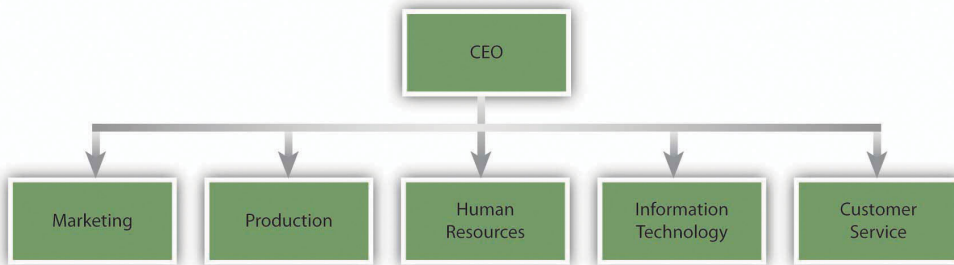 CEO
Marketing
Production
Human
Resources
Information
Technology
Customer
Service